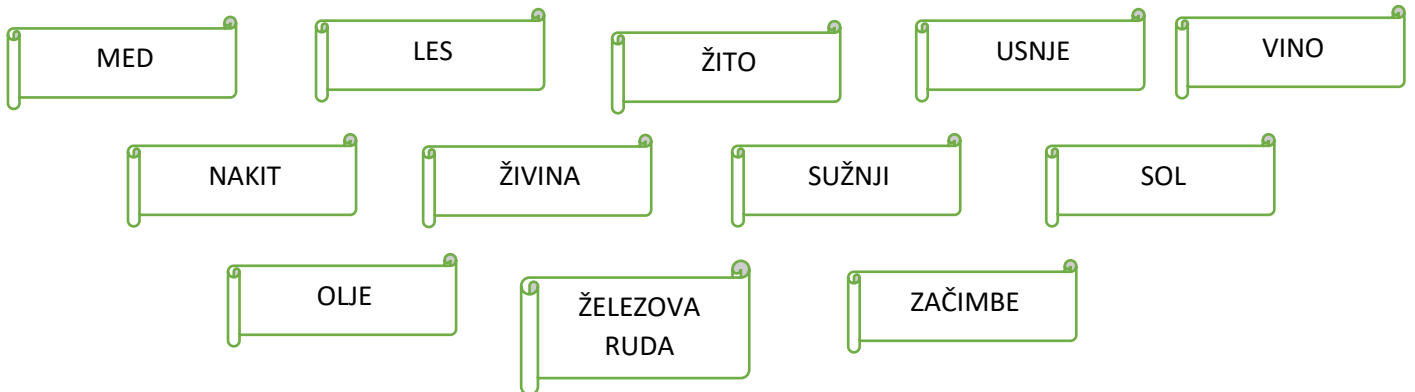 MED
LES
ŽITO
USNJE
VINO
NAKIT
ŽIVINA
SUŽNJI
SOL
OLJE
ŽELEZOVA
RUDA
ZAČIMBE